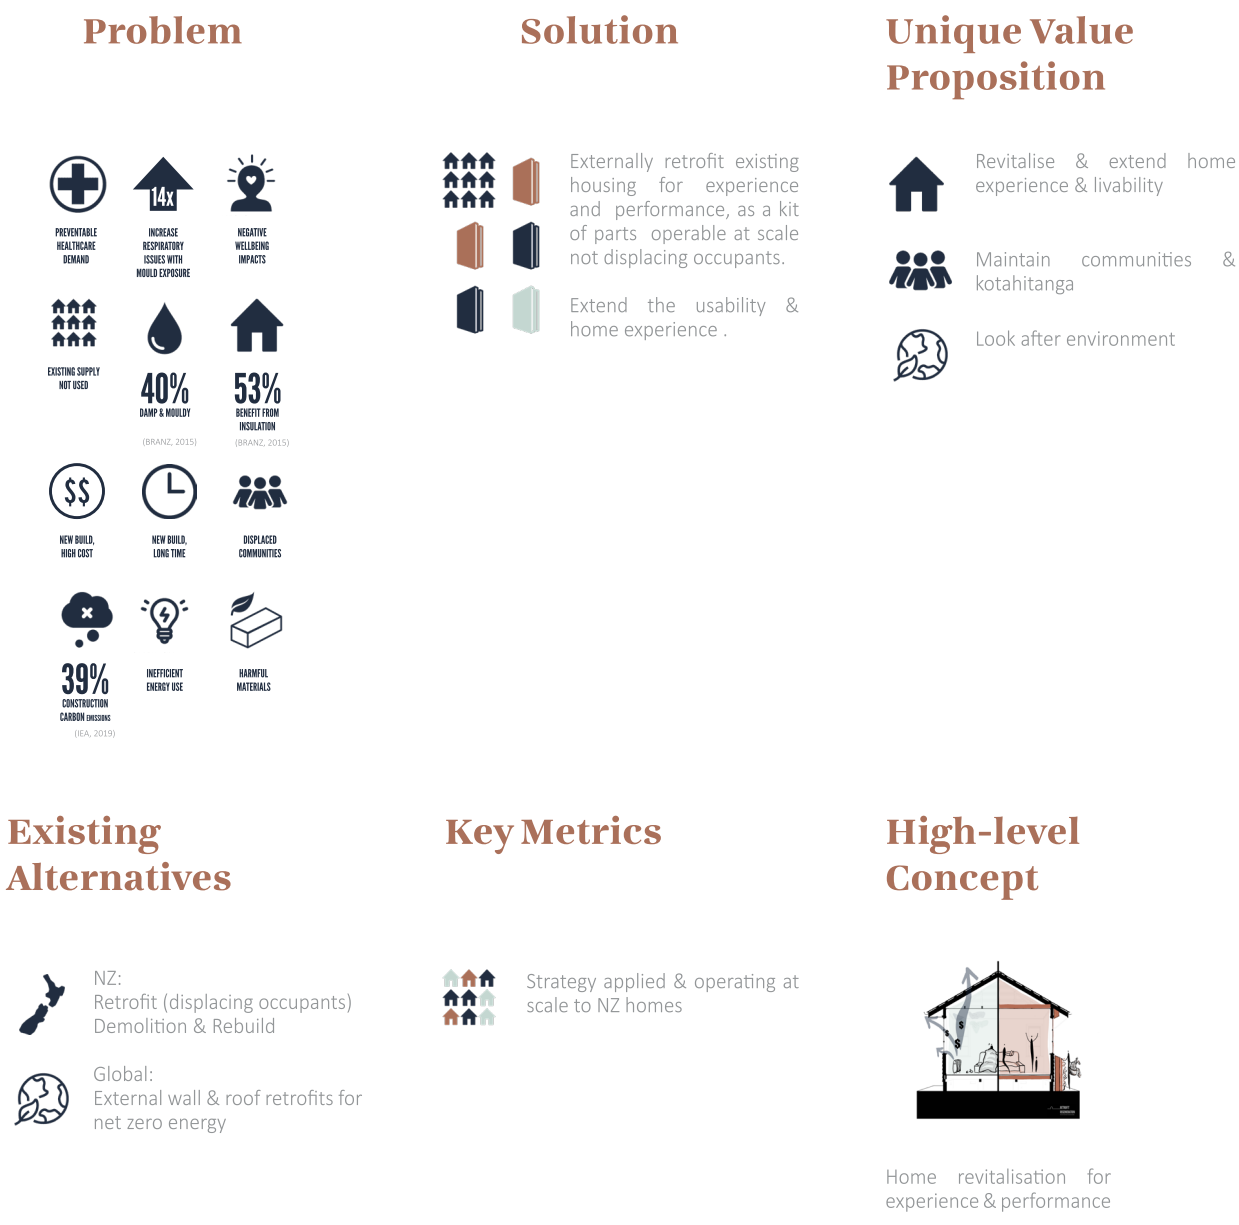 Problem
PREVENTABLE
HEALTHCARE
DEMAND
14x
INCREASE
RESPIRATORY
ISSUES WITH
MOULD EXPOSURE
NEGATIVE
WELLBEING
IMPACTS
EXISTING SUPPLY
NOT USED
40%
DAMP & MOULDY
(BRANZ, 2015)
53%
BENEFIT FROM
INSULATION
(BRANZ, 2015)
$$
NEW BUILD,
HIGH COST
NEW BUILD,
LONG TIME
DISPLACED
COMMUNITIES
39%
CONSTRUCTION
CARBON EMISSIONS
(IEA, 2019)
INEFFICIENT
ENERGY USE
HARMFUL
MATERIALS
Solution
Externally retrofit existing
housing for experience
and performance, as a kit
of parts operable at scale
not displacing occupants.
Extend the usability &
home experience .
Unique Value
Proposition
Revitalise & extend home
experience & livability
Maintain communities &
kotahitanga
Look after environment
Existing
Alternatives
NZ:
Retrofit (displacing occupants)
Demolition & Rebuild
Global:
External wall & roof retrofits for
net zero energy
Key Metrics
Strategy applied & operating at
scale to NZ homes
High-level
Concept
$
$
$
Home revitalisation for
experience & performance